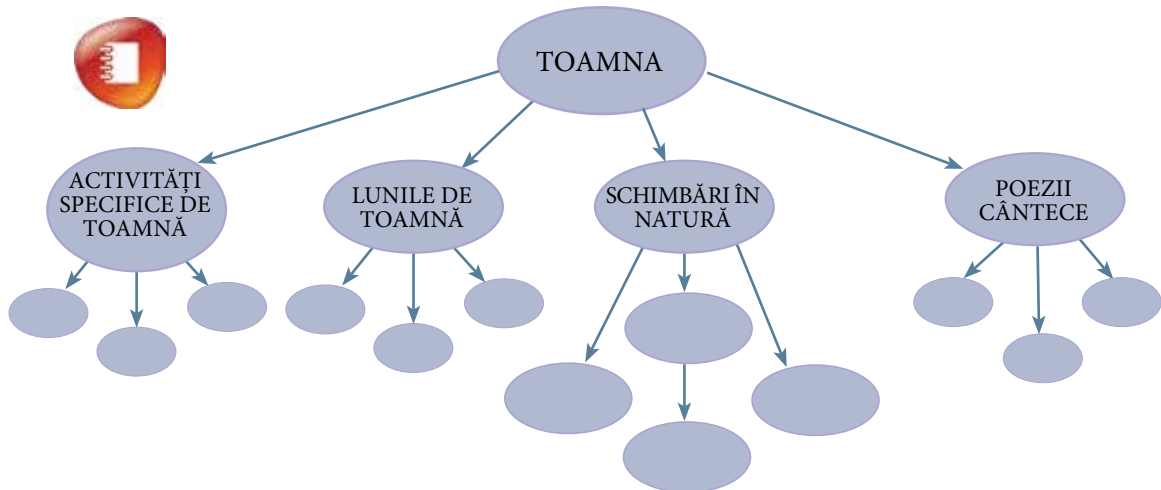 TOAMNA
ACTIVITĂȚI
SPECIFICE DE
TOAMNĂ
LUNILE DE
TOAMNĂ
SCHIMBĂRI ÎN
NATURĂ
POEZII
CÂNTECE